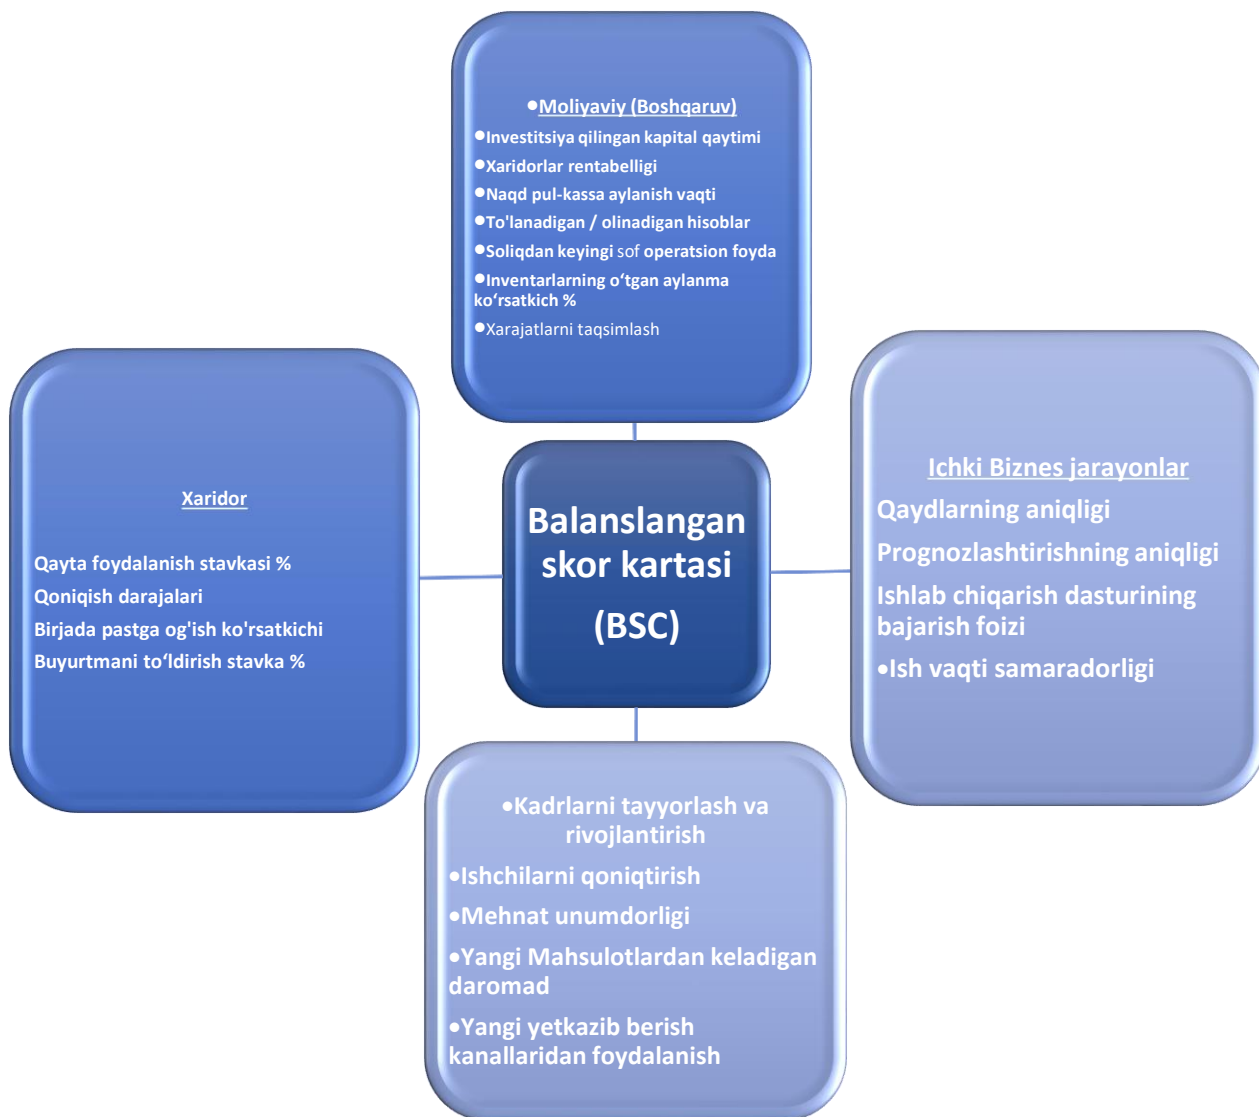 ●Moliyaviy (Boshqaruv)
●Investitsiya qilingan kapital qaytimi
●Xaridorlar rentabelligi
●Naqd pul-kassa aylanish vaqti
●To'lanadigan / olinadigan hisoblar
●Soliqdan keyingi sof operatsion foyda
●Inventarlarning o‘tgan aylanma
ko‘rsatkich %
●Xarajatlarni taqsimlash
Xaridor
Qayta foydalanish stavkasi %
Qoniqish darajalari
Birjada pastga og'ish ko'rsatkichi
Buyurtmani to‘ldirish stavka %
Balanslangan
skor kartasi
(BSC)
Ichki Biznes jarayonlar
Qaydlarning aniqligi
Prognozlashtirishning aniqligi
Ishlab chiqarish dasturining
bajarish foizi
•Ish vaqti samaradorligi
•Kadrlarni tayyorlash va
rivojlantirish
•Ishchilarni qoniqtirish
•Mehnat unumdorligi
•Yangi Mahsulotlardan keladigan
daromad
•Yangi yetkazib berish
kanallaridan foydalanish